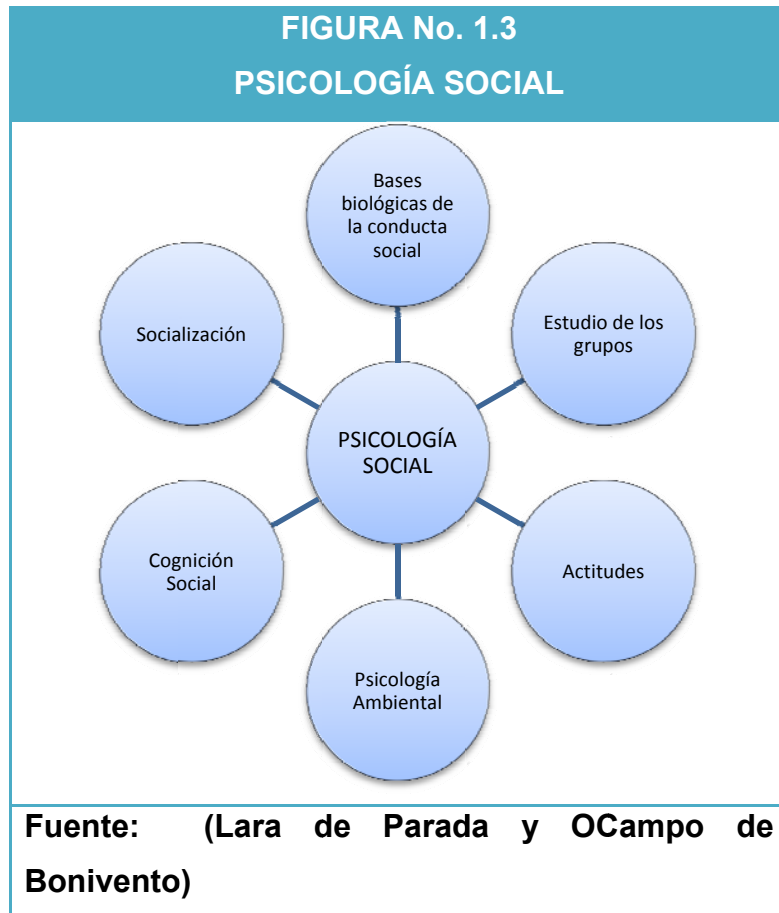 FIGURA No. 1.3
PSICOLOGÍA SOCIAL
Bases
biológicas de
la conducta
social
Estudio de los
grupos
Actitudes
Psicología
Ambiental
Cognición
Social
Socialización
PSICOLOGÍA
SOCIAL
Fuente: (Lara de Parada y OCampo de
Bonivento)